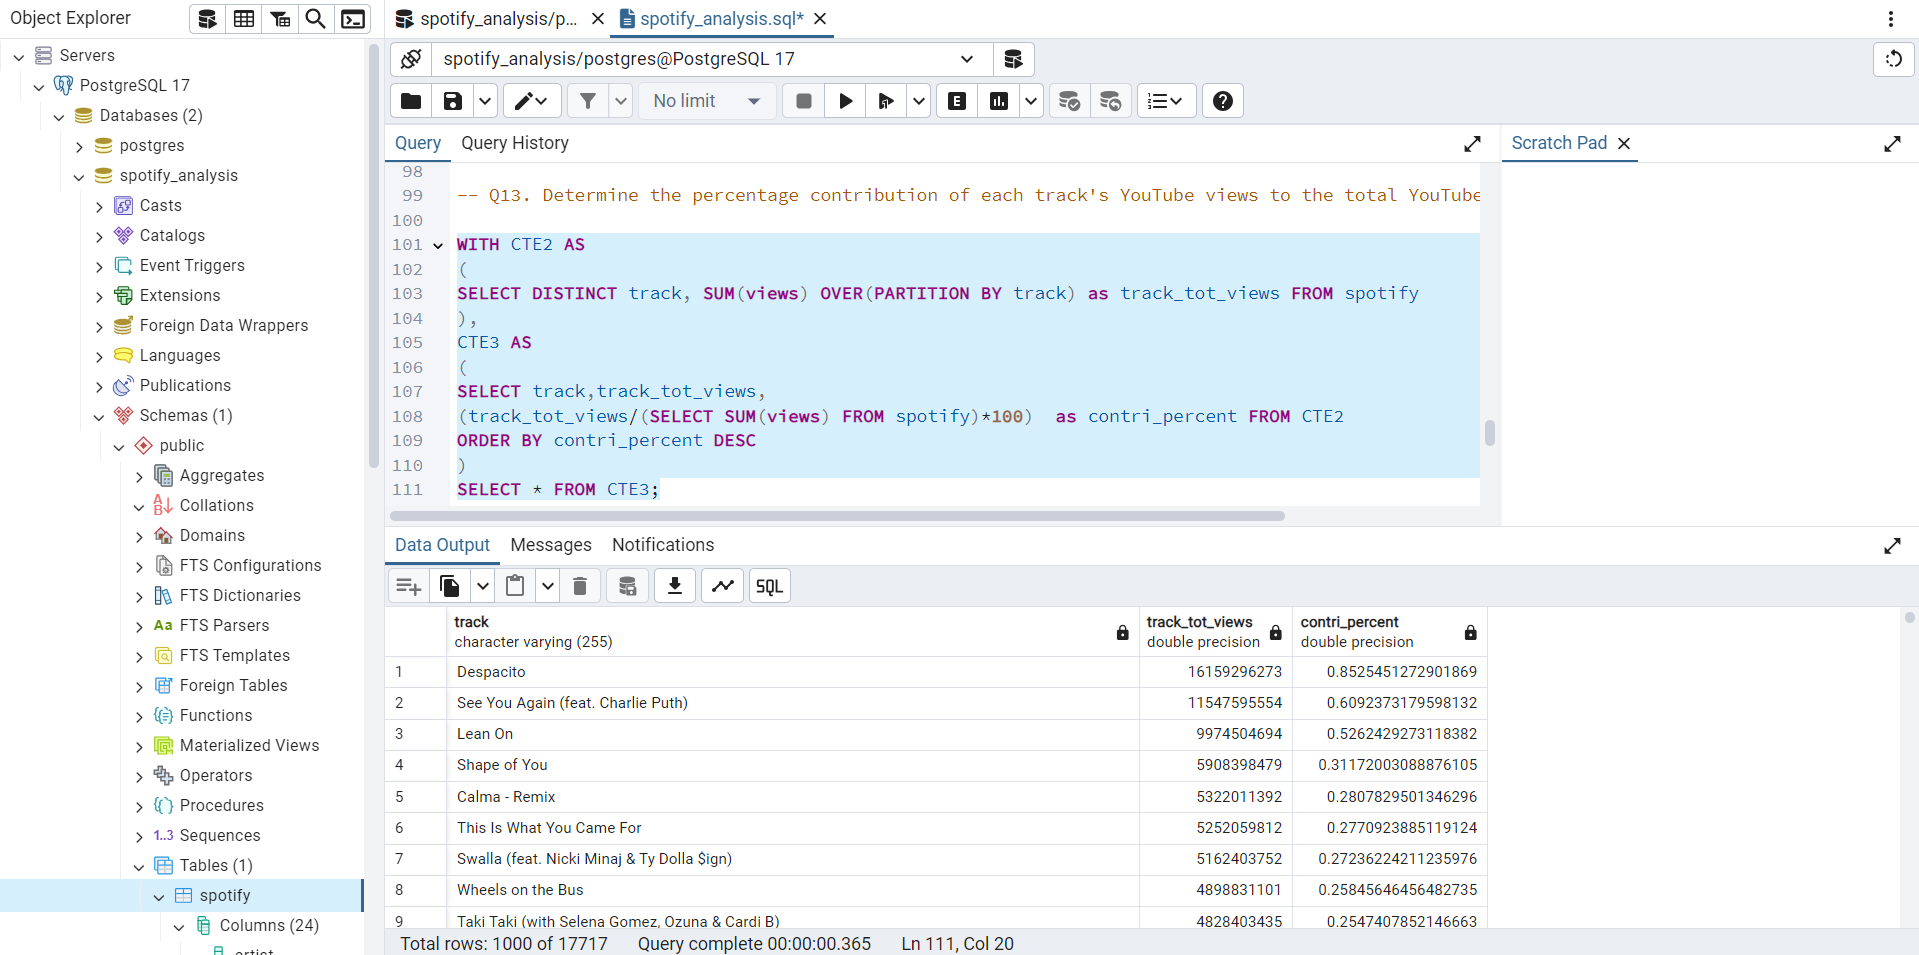 Object Explorer
spotify_analysis/p...
spotify_analysis.sql*
Servers
PostgreSQL 17
Databases (2)
postgres
spotify_analysis
Casts
Catalogs
Event Triggers
Extensions
Foreign Data Wrappers
Languages
Publications
Schemas (1)
public
Aggregates
Collations
Domains
FTS Configurations
FTS Dictionaries
Aa FTS Parsers
FTS Templates
Foreign Tables
Functions
Materialized Views
Operators
Procedures
1..3 Sequences
Tables (1)
spotify
Columns (24)
artist
spotify_analysis/postgres@PostgreSQL 17
No limit
E
Query Query History
Scratch Pad
98
99 -- Q13. Determine the percentage contribution of each track's YouTube views to the total YouTube
100
101 WITH CTE2 AS
102 (
103 SELECT DISTINCT track, SUM(views) OVER(PARTITION BY track) as track_tot_views FROM spotify
104 ),
105 CTE3 AS
106 (
107 SELECT track,track_tot_views,
108 (track_tot_views/(SELECT SUM(views) FROM spotify)*100)  as contri_percent FROM CTE2
109 ORDER BY contri_percent DESC
110 )
111 SELECT * FROM CTE3;
Data Output Messages Notifications
SQL
track track_tot_views contri_percent
character varying (255) double precision double precision
1 Despacito 16159296273 0.8525451272901869
2 See You Again (feat. Charlie Puth) 11547595554 0.6092373179598132
3 Lean On 9974504694 0.5262429273118382
4 Shape of You 5908398479 0.31172003088876105
5 Calma - Remix 5322011392 0.2807829501346296
6 This Is What You Came For 5252059812 0.2770923885119124
7 Swalla (feat. Nicki Minaj & Ty Dolla $ign) 5162403752 0.27236224211235976
8 Wheels on the Bus 4898831101 0.25845646456482735
9 Taki Taki (with Selena Gomez, Ozuna & Cardi B) 4828403435 0.2547407852146663
Total rows: 1000 of 17717 Query complete 00:00:00.365 Ln 111, Col 20